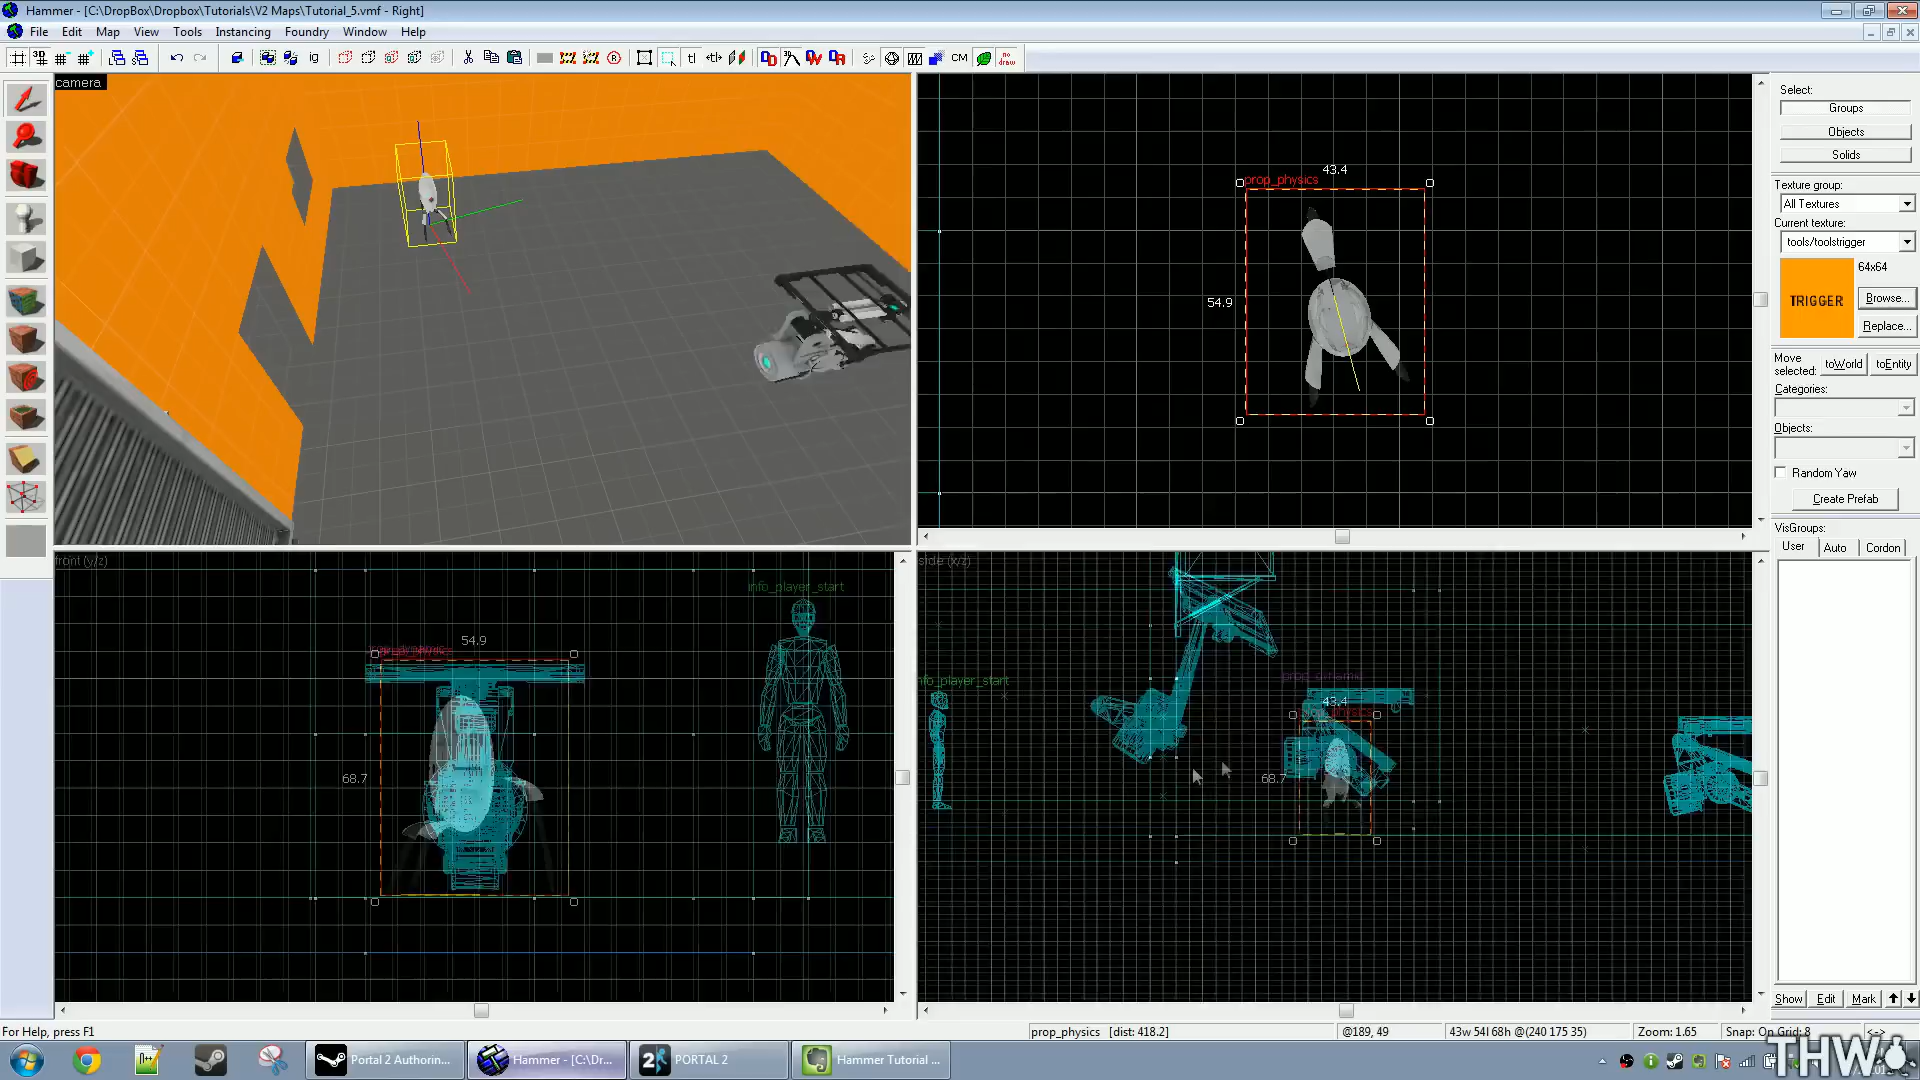 Hammer - [C:\DropBox\Dropbox\Tutorials\V2 Maps\Tutorial_5.vmf - Right]
File Edit Map View Tools Instancing Foundry Window Help
camera
prop_physics
43.4
54.9
front (y/z)
info_player_start
54.9
68.7
side (x/z)
info_player_start
43.4
68.7
Select:
Groups
Objects
Solids
Texture group:
All Textures
Current texture:
tools/toolstrigger
64x64
TRIGGER
Browse...
Replace...
Move selected:
toWorld
toEntity
Categories:
Objects:
Random Yaw
Create Prefab
VisGroups:
User Auto Cordon
Show Edit Mark
For Help, press F1
prop_physics [dist: 418.2]
@189, 49
43w 54l 68h @(240 175 35)
Zoom: 1.65
Snap: On Grid: 8
<->
Portal 2 Authorin...
Hammer - [C:\Dr...
PORTAL 2
Hammer Tutorial ...
THW